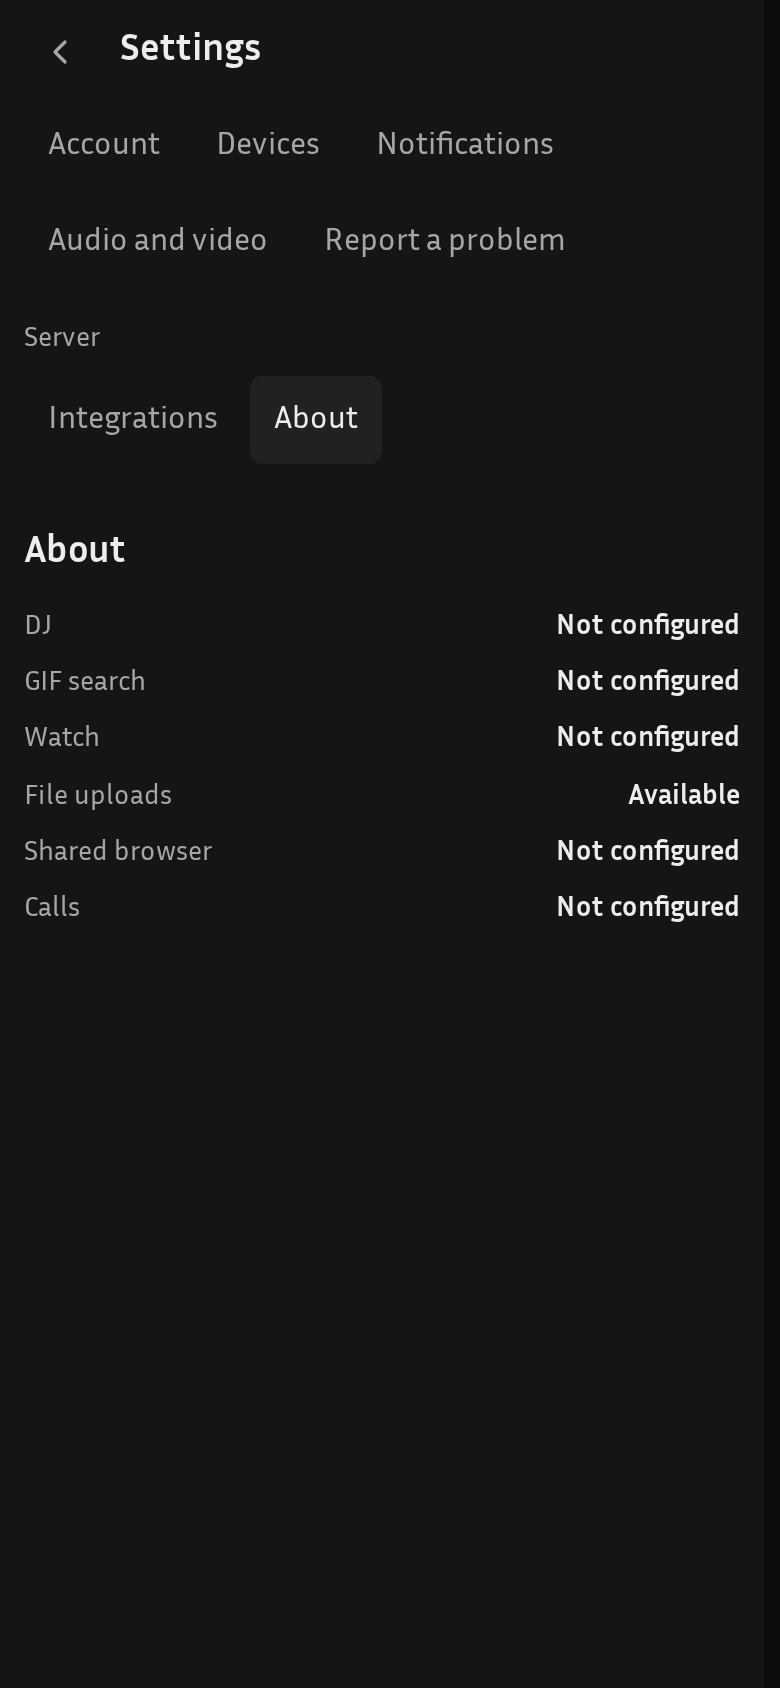 Settings
Account Devices Notifications
Audio and video Report a problem
Server
Integrations About
About
DJ Not configured
GIF search Not configured
Watch Not configured
File uploads Available
Shared browser Not configured
Calls Not configured